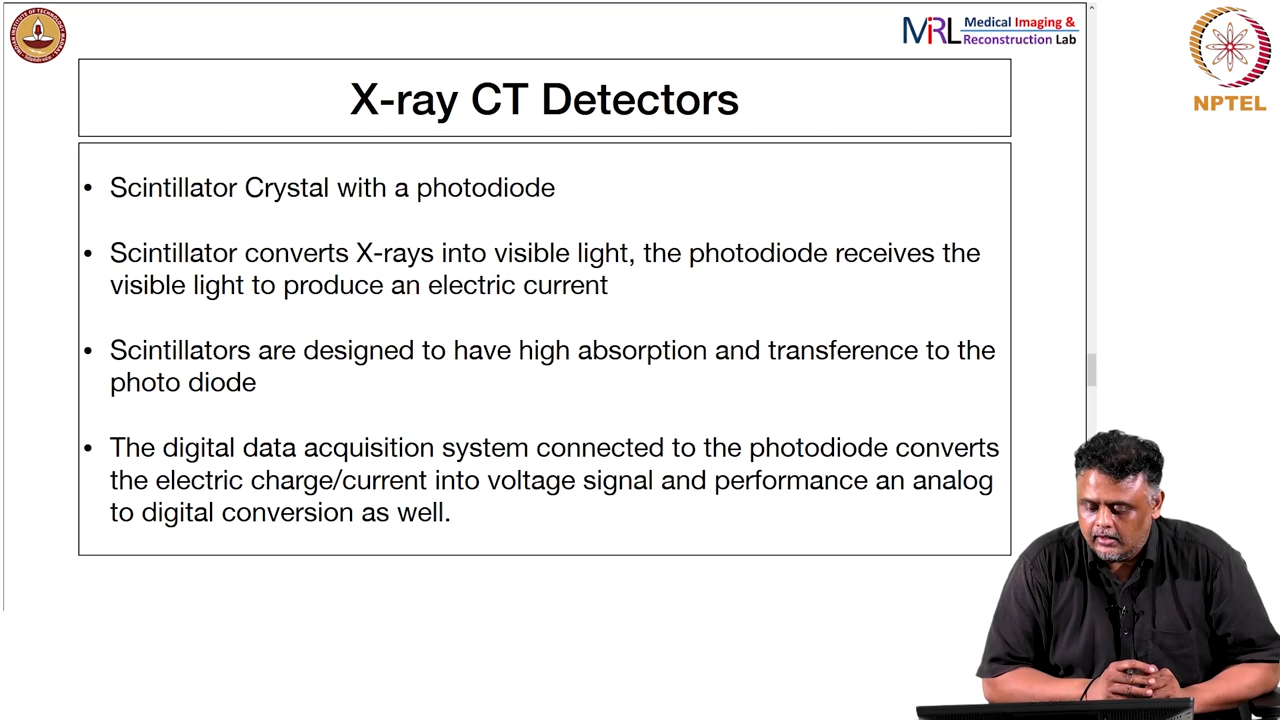 MIRL Medical Imaging &
Reconstruction Lab
NPTEL
X-ray CT Detectors
• Scintillator Crystal with a photodiode
• Scintillator converts X-rays into visible light, the photodiode receives the
visible light to produce an electric current
• Scintillators are designed to have high absorption and transference to the
photo diode
• The digital data acquisition system connected to the photodiode converts
the electric charge/current into voltage signal and performance an analog
to digital conversion as well.